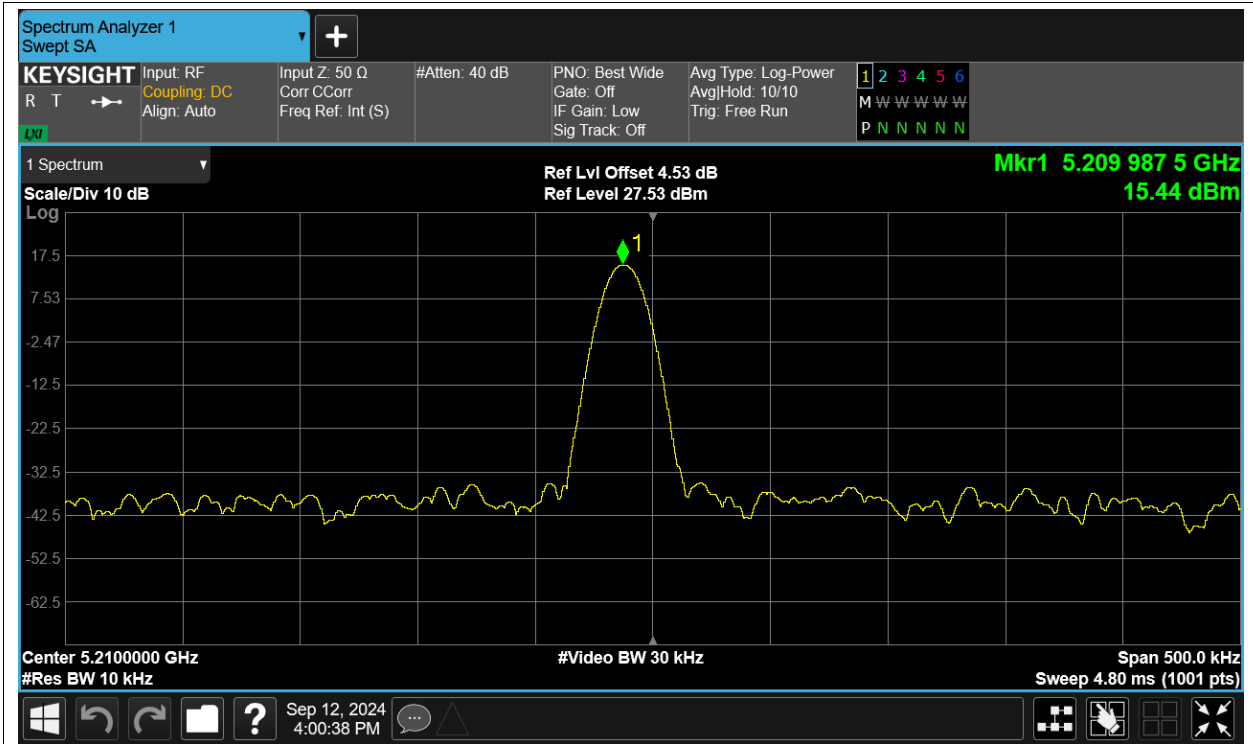 Spectrum Analyzer 1
Swept SA
+
KEYSIGHT
R T
LXI
Input: RF
Coupling: DC
Align: Auto
Input Z: 50 Ω
Corr CCorr
Freq Ref: Int (S)
#Atten: 40 dB
PNO: Best Wide
Gate: Off
IF Gain: Low
Sig Track: Off
Avg Type: Log-Power
Avg|Hold: 10/10
Trig: Free Run
1 2 3 4 5 6
M W W W W W
P N N N N N
1 Spectrum
Scale/Div 10 dB
Log
Ref Lvl Offset 4.53 dB
Ref Level 27.53 dBm
Mkr1 5.209 987 5 GHz
15.44 dBm
1
17.5
7.53
-2.47
-12.5
-22.5
-32.5
-42.5
-52.5
-62.5
Center 5.2100000 GHz
#Res BW 10 kHz
#Video BW 30 kHz
Span 500.0 kHz
Sweep 4.80 ms (1001 pts)
?
Sep 12, 2024
4:00:38 PM